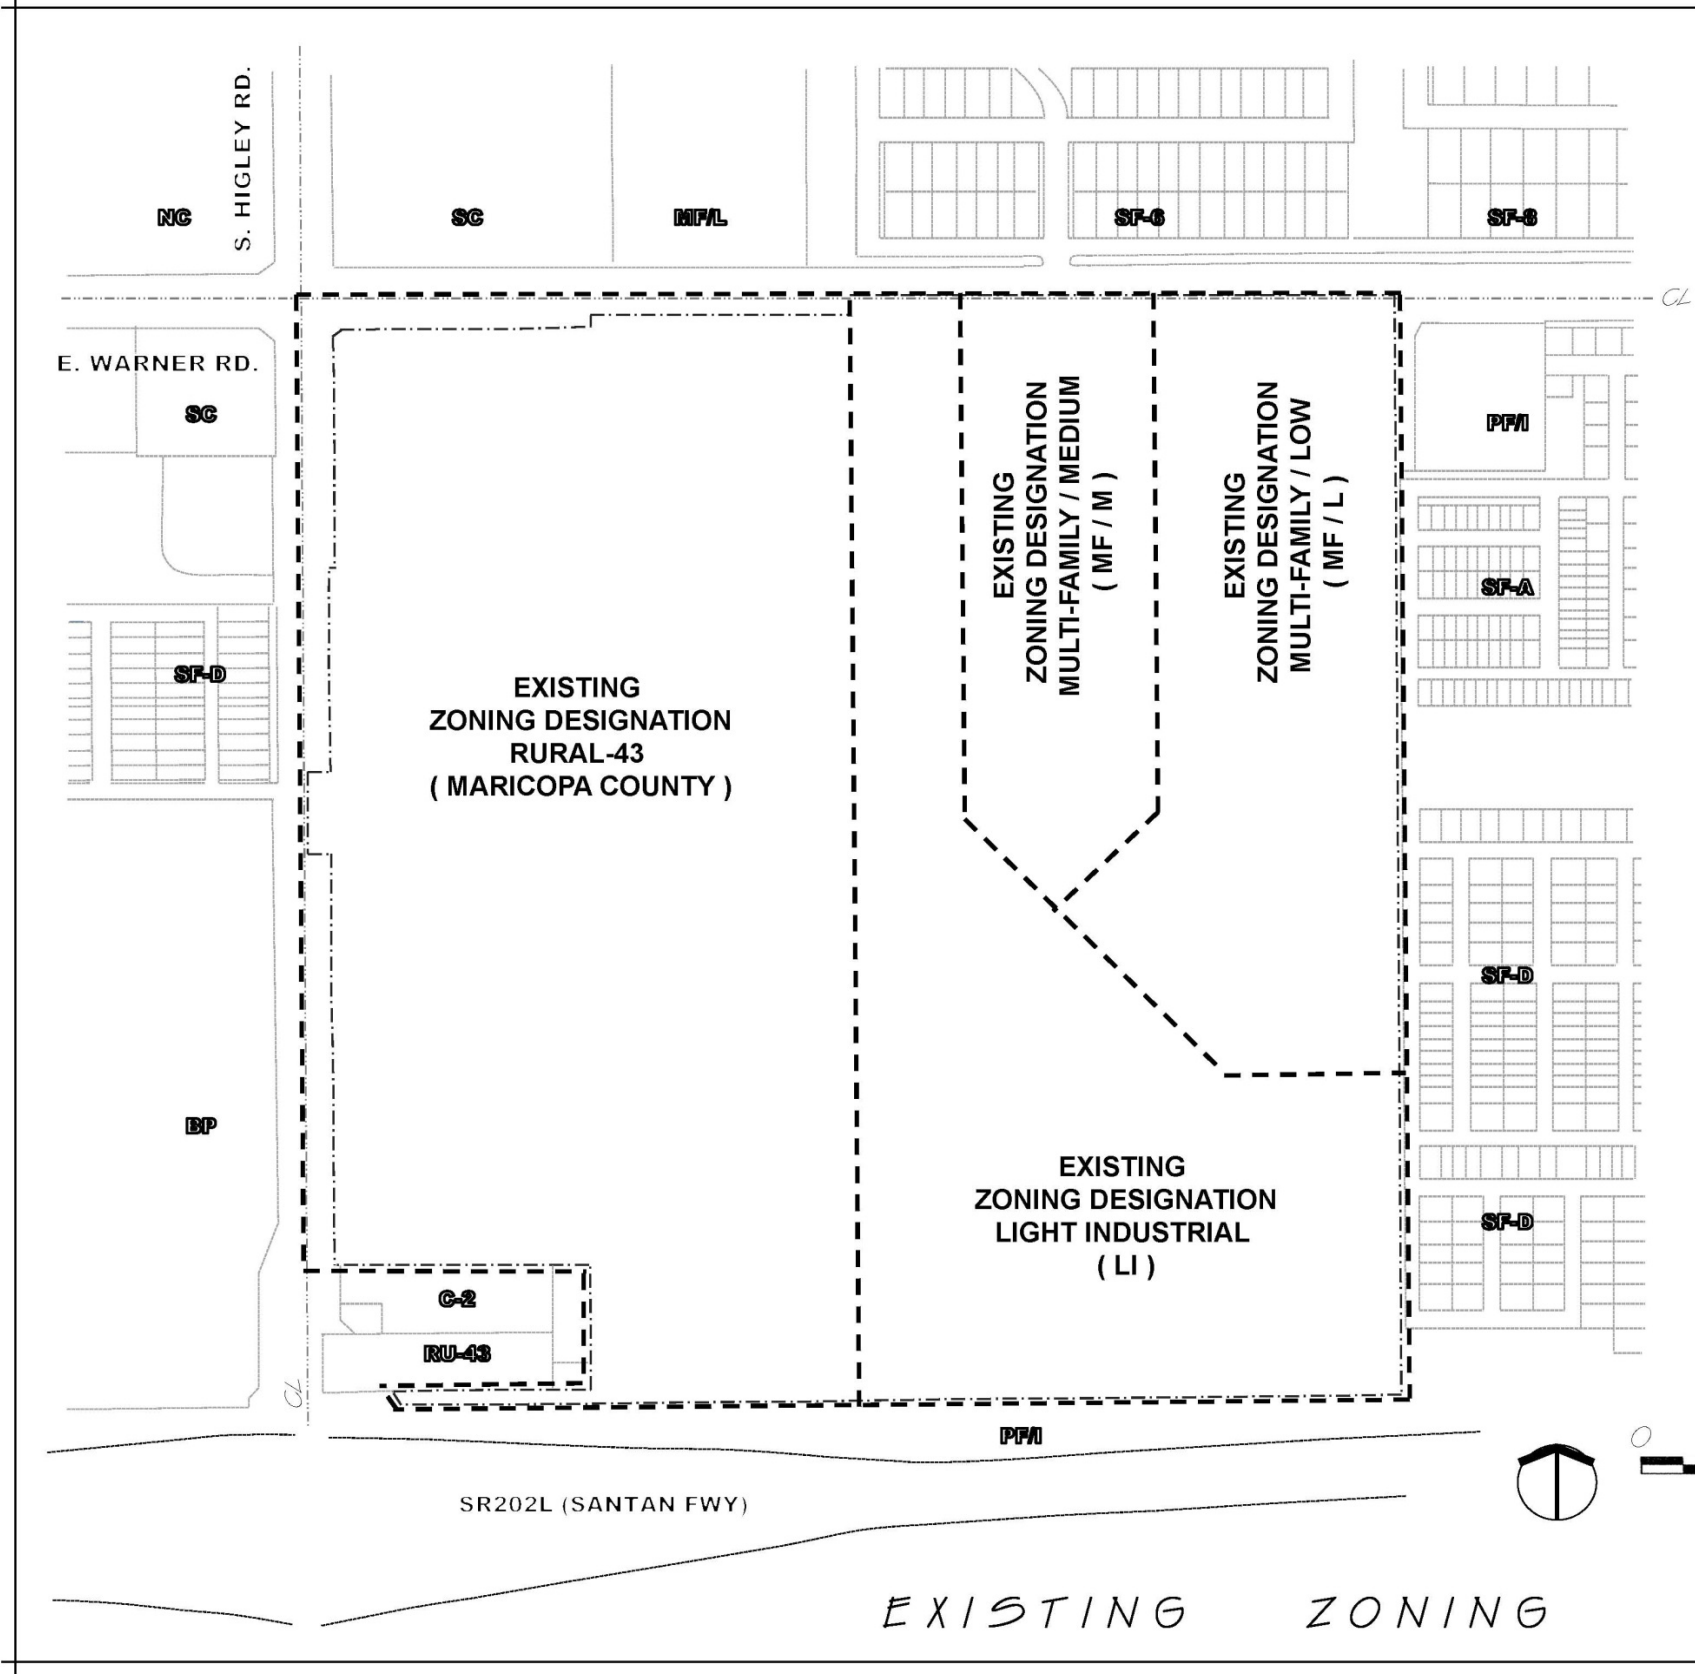 S. HIGLEY RD.
NC
SC
MF/L
SF-6
SF-8
CL
E. WARNER RD.
SC
PF/I
EXISTING
ZONING DESIGNATION
MULTI-FAMILY / MEDIUM
( MF / M )
EXISTING
ZONING DESIGNATION
MULTI-FAMILY / LOW
( MF / L )
SF-A
SF-D
EXISTING
ZONING DESIGNATION
RURAL-43
( MARICOPA COUNTY )
SF-D
BP
EXISTING
ZONING DESIGNATION
LIGHT INDUSTRIAL
( LI )
SF-D
C-2
RU-43
CL
PF/I
0
SR202L (SANTAN FWY)
EXISTING ZONING